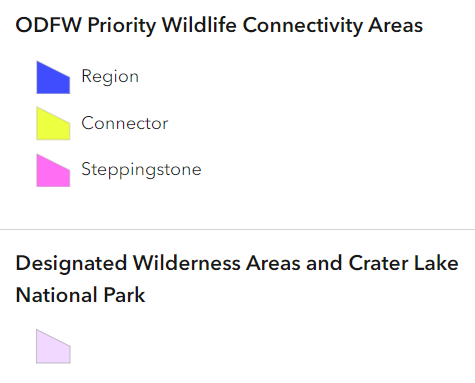 ODFW Priority Wildlife Connectivity Areas
Region
Connector
Steppingstone
Designated Wilderness Areas and Crater Lake
National Park